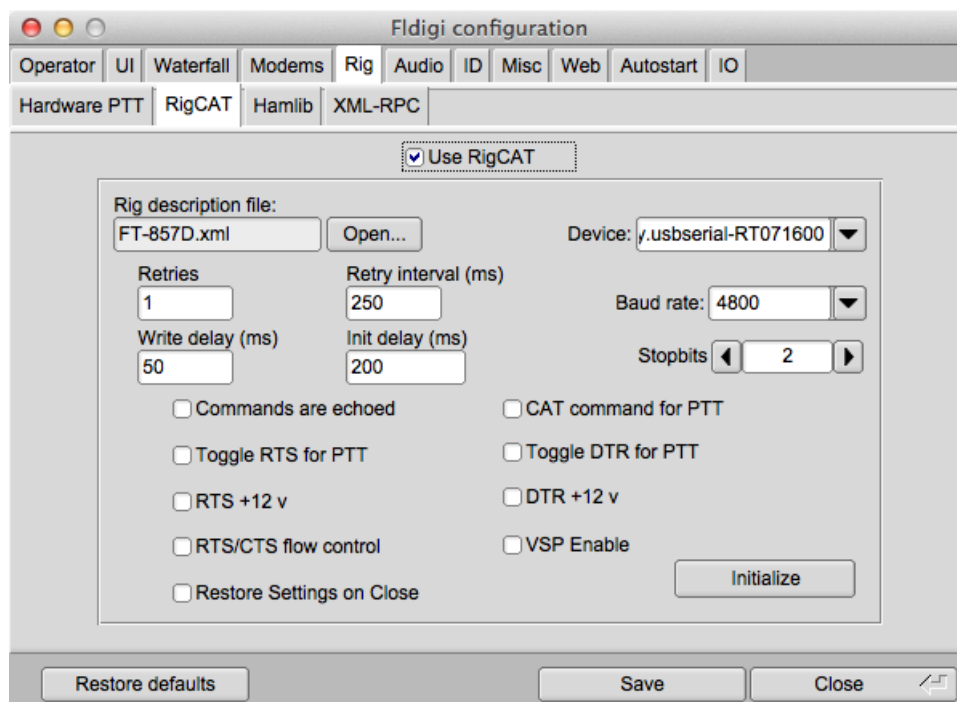 Fldigi configuration
Operator UI Waterfall Modems Rig Audio ID Misc Web Autostart IO
Hardware PTT RigCAT Hamlib XML-RPC
Use RigCAT
Rig description file:
FT-857D.xml Open... Device: y.usbserial-RT071600
Retries Retry interval (ms)
1 250 Baud rate: 4800
Write delay (ms) Init delay (ms)
50 200 Stopbits 2
Commands are echoed CAT command for PTT
Toggle RTS for PTT Toggle DTR for PTT
RTS +12 v DTR +12 v
RTS/CTS flow control VSP Enable
Restore Settings on Close Initialize
Restore defaults Save Close